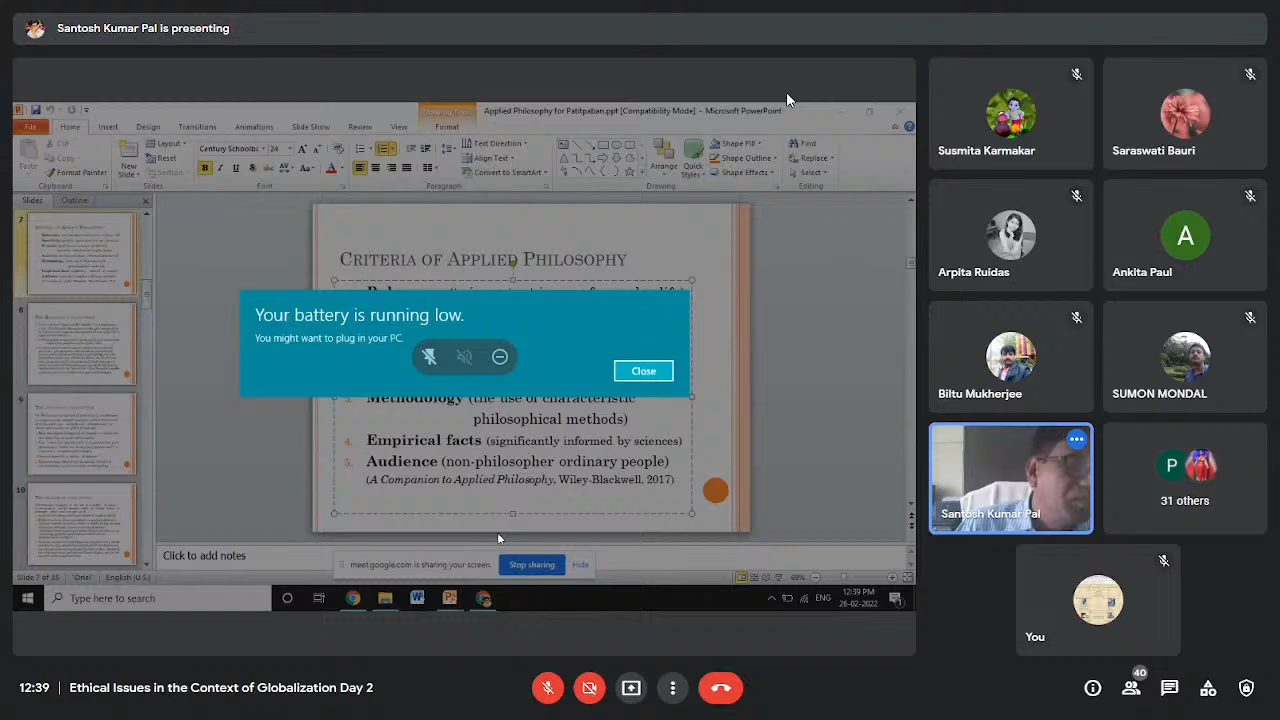 Santosh Kumar Pal is presenting
Applied Philosophy for Patitpaban.ppt [Compatibility Mode] - Microsoft PowerPoint
File Home Insert Design Transitions Animations Slide Show Review View Format
Paste
Cut
Copy
Format Painter
Clipboard
New
Slide
Layout
Reset
Section
Slides
Century Schoolbo 24
Font
Text Direction
Align Text
Convert to SmartArt
Paragraph
Arrange
Quick
Styles
Shape Fill
Shape Outline
Shape Effects
Drawing
Find
Replace
Select
Editing
Slides Outline
7
8
9
10
CRITERIA OF APPLIED PHILOSOPHY
Your battery is running low.
You might want to plug in your PC.
Close
3. Methodology (the use of characteristic
philosophical methods)
4. Empirical facts (significantly informed by sciences)
5. Audience (non-philosopher ordinary people)
(A Companion to Applied Philosophy, Wiley-Blackwell, 2017)
Click to add notes
meet.google.com is sharing your screen.
Stop sharing
Hide
Slide 7 of 35 "Oriel" English (U.S.)
69%
Type here to search
ENG
12:39 PM
26-02-2022
Susmita Karmakar
Saraswati Bauri
Arpita Ruidas
A
Ankita Paul
Biltu Mukherjee
SUMON MONDAL
Santosh Kumar Pal
P
31 others
You
12:39 | Ethical Issues in the Context of Globalization Day 2
40